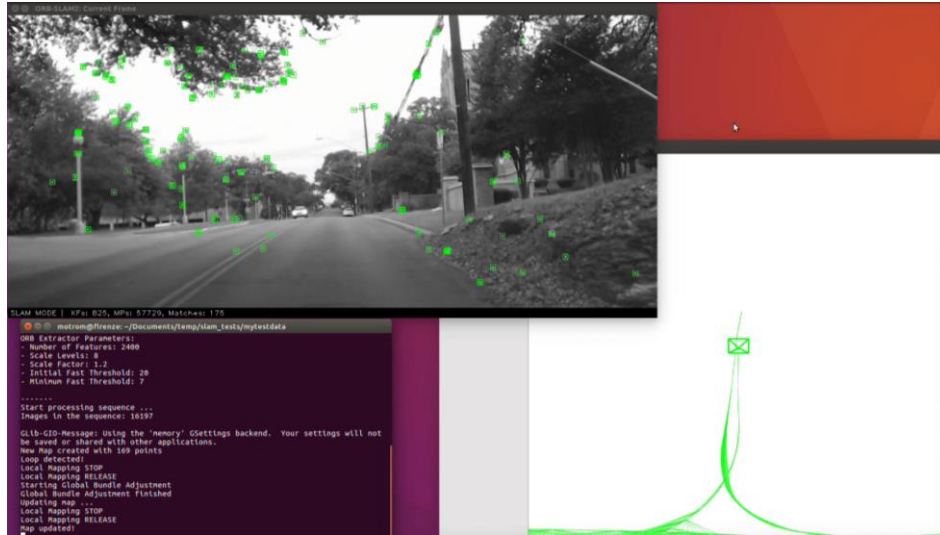 ORB-SLAM2: Current Frame
SLAM MODE | KFs: 825, MPs: 57729, Matches: 175
motrom@firenze: ~/Documents/temp/slam_tests/mytestdata
ORB Extractor Parameters:
- Number of Features: 2400
- Scale Levels: 8
- Scale Factor: 1.2
- Initial Fast Threshold: 20
- Minimum Fast Threshold: 7
-------
Start processing sequence ...
Images in the sequence: 16197
GLib-GIO-Message: Using the 'memory' GSettings backend.  Your settings will not
be saved or shared with other applications.
New Map created with 169 points
Loop detected!
Local Mapping STOP
Local Mapping RELEASE
Starting Global Bundle Adjustment
Global Bundle Adjustment finished
Updating map ...
Local Mapping STOP
Local Mapping RELEASE
Map updated!